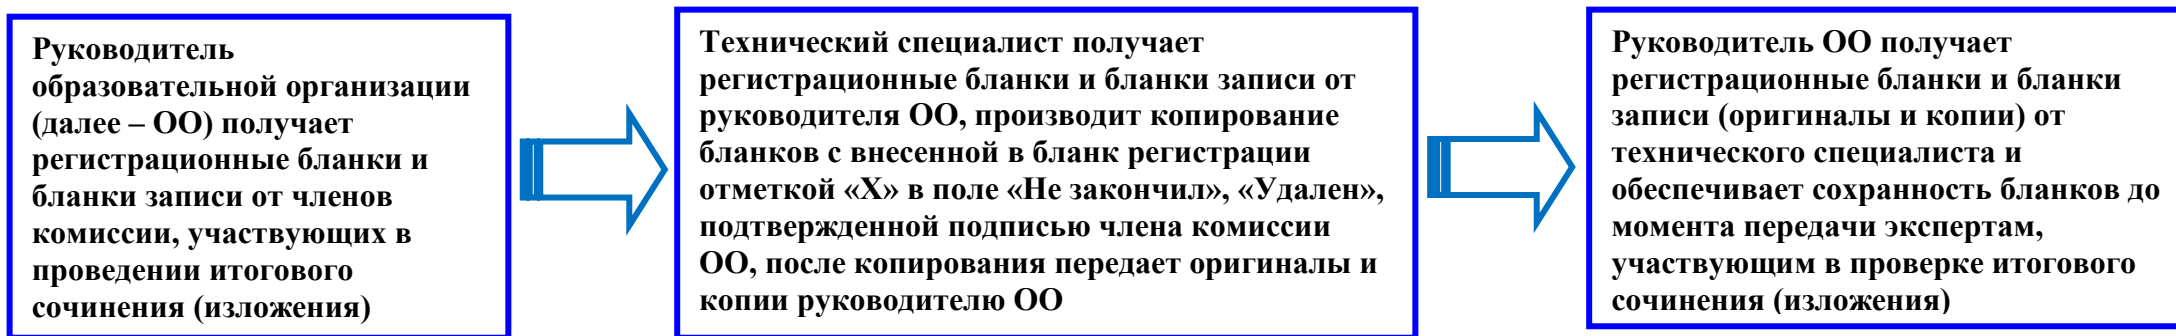 Руководитель
образовательной организации
(далее – ОО) получает
регистрационные бланки и
бланки записи от членов
комиссии, участвующих в
проведении итогового
сочинения (изложения)
Технический специалист получает
регистрационные бланки и бланки записи от
руководителя ОО, производит копирование
бланков с внесенной в бланк регистрации
отметкой «Х» в поле «Не закончил», «Удален»,
подтвержденной подписью члена комиссии
ОО, после копирования передает оригиналы и
копии руководителю ОО
Руководитель ОО получает
регистрационные бланки и бланки
записи (оригиналы и копии) от
технического специалиста и
обеспечивает сохранность бланков до
момента передачи экспертам,
участвующим в проверке итогового
сочинения (изложения)